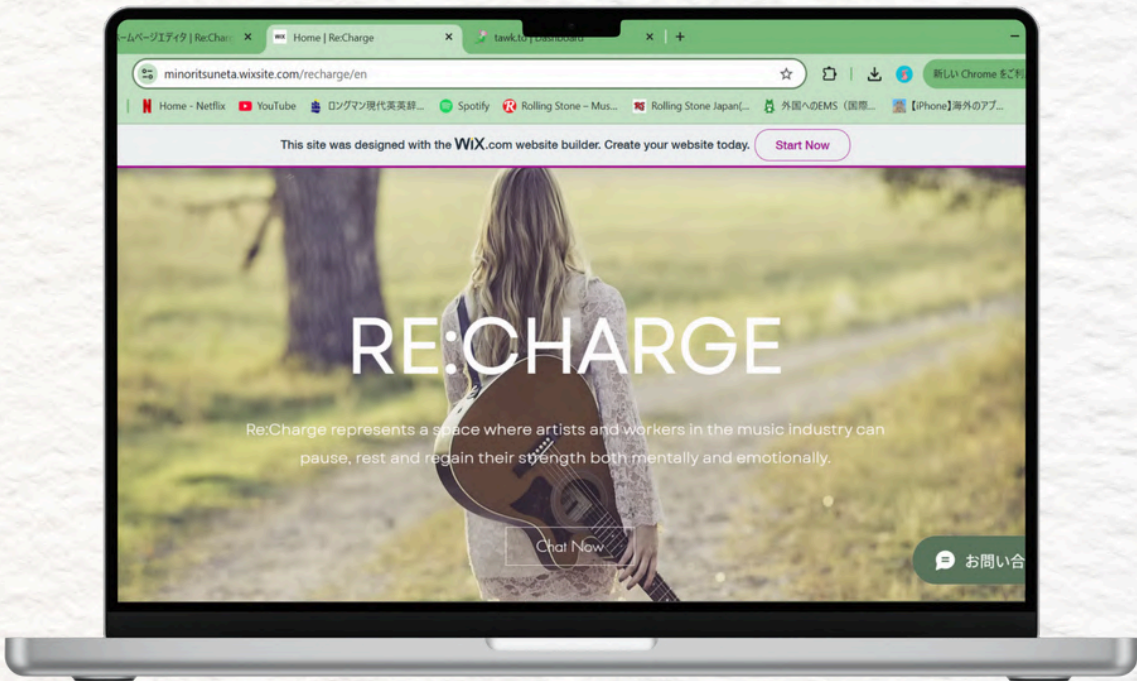 ームページエディタ | Re:Char
Home | Re:Charge
tawk.to | Dashboard
minoritsuneta.wixsite.com/recharge/en
新しい Chrome をご利
Home - Netflix
YouTube
ロングマン現代英英辞...
Spotify
Rolling Stone – Mus...
Rolling Stone Japan(...
外国へのEMS（国際...
【iPhone】海外のアプ...
This site was designed with the WiX.com website builder. Create your website today.
Start Now
RE:CHARGE
Re:Charge represents a space where artists and workers in the music industry can
pause, rest and regain their strength both mentally and emotionally.
Chat Now
お問い合